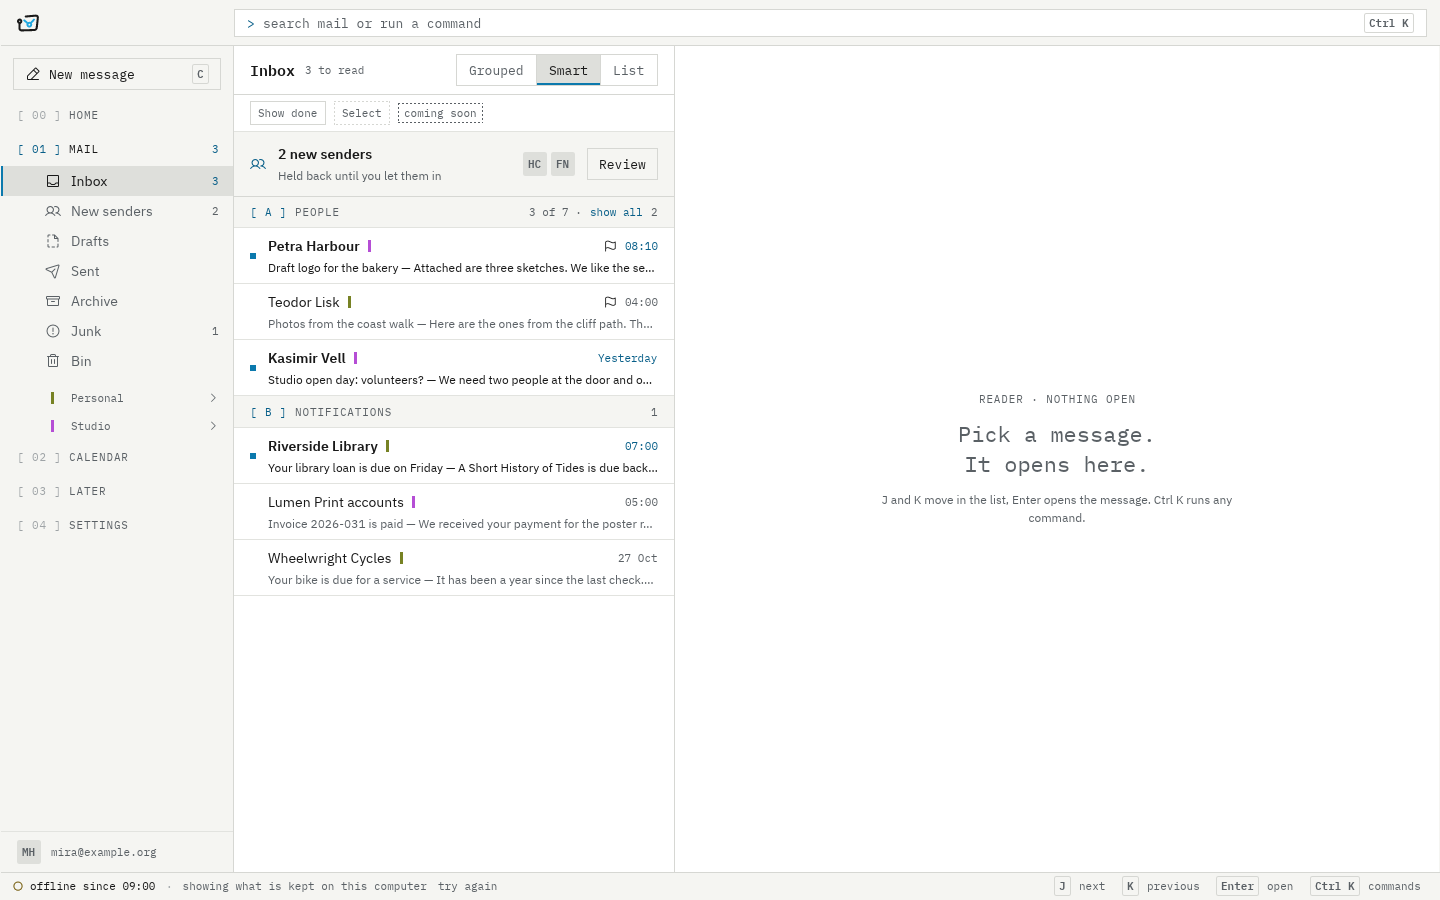 > search mail or run a command
Ctrl K
New message
C
[ 00 ] HOME
[ 01 ] MAIL 3
Inbox 3
New senders 2
Drafts
Sent
Archive
Junk 1
Bin
Personal
Studio
[ 02 ] CALENDAR
[ 03 ] LATER
[ 04 ] SETTINGS
MH mira@example.org
Inbox 3 to read
Grouped Smart List
Show done Select coming soon
2 new senders
Held back until you let them in
HC FN Review
[ A ] PEOPLE 3 of 7 · show all 2
Petra Harbour 08:10
Draft logo for the bakery — Attached are three sketches. We like the se...
Teodor Lisk 04:00
Photos from the coast walk — Here are the ones from the cliff path. Th...
Kasimir Vell Yesterday
Studio open day: volunteers? — We need two people at the door and o...
[ B ] NOTIFICATIONS 1
Riverside Library 07:00
Your library loan is due on Friday — A Short History of Tides is due back...
Lumen Print accounts 05:00
Invoice 2026-031 is paid — We received your payment for the poster r...
Wheelwright Cycles 27 Oct
Your bike is due for a service — It has been a year since the last check....
READER · NOTHING OPEN
Pick a message.
It opens here.
J and K move in the list, Enter opens the message. Ctrl K runs any
command.
offline since 09:00 · showing what is kept on this computer try again
J next K previous Enter open Ctrl K commands